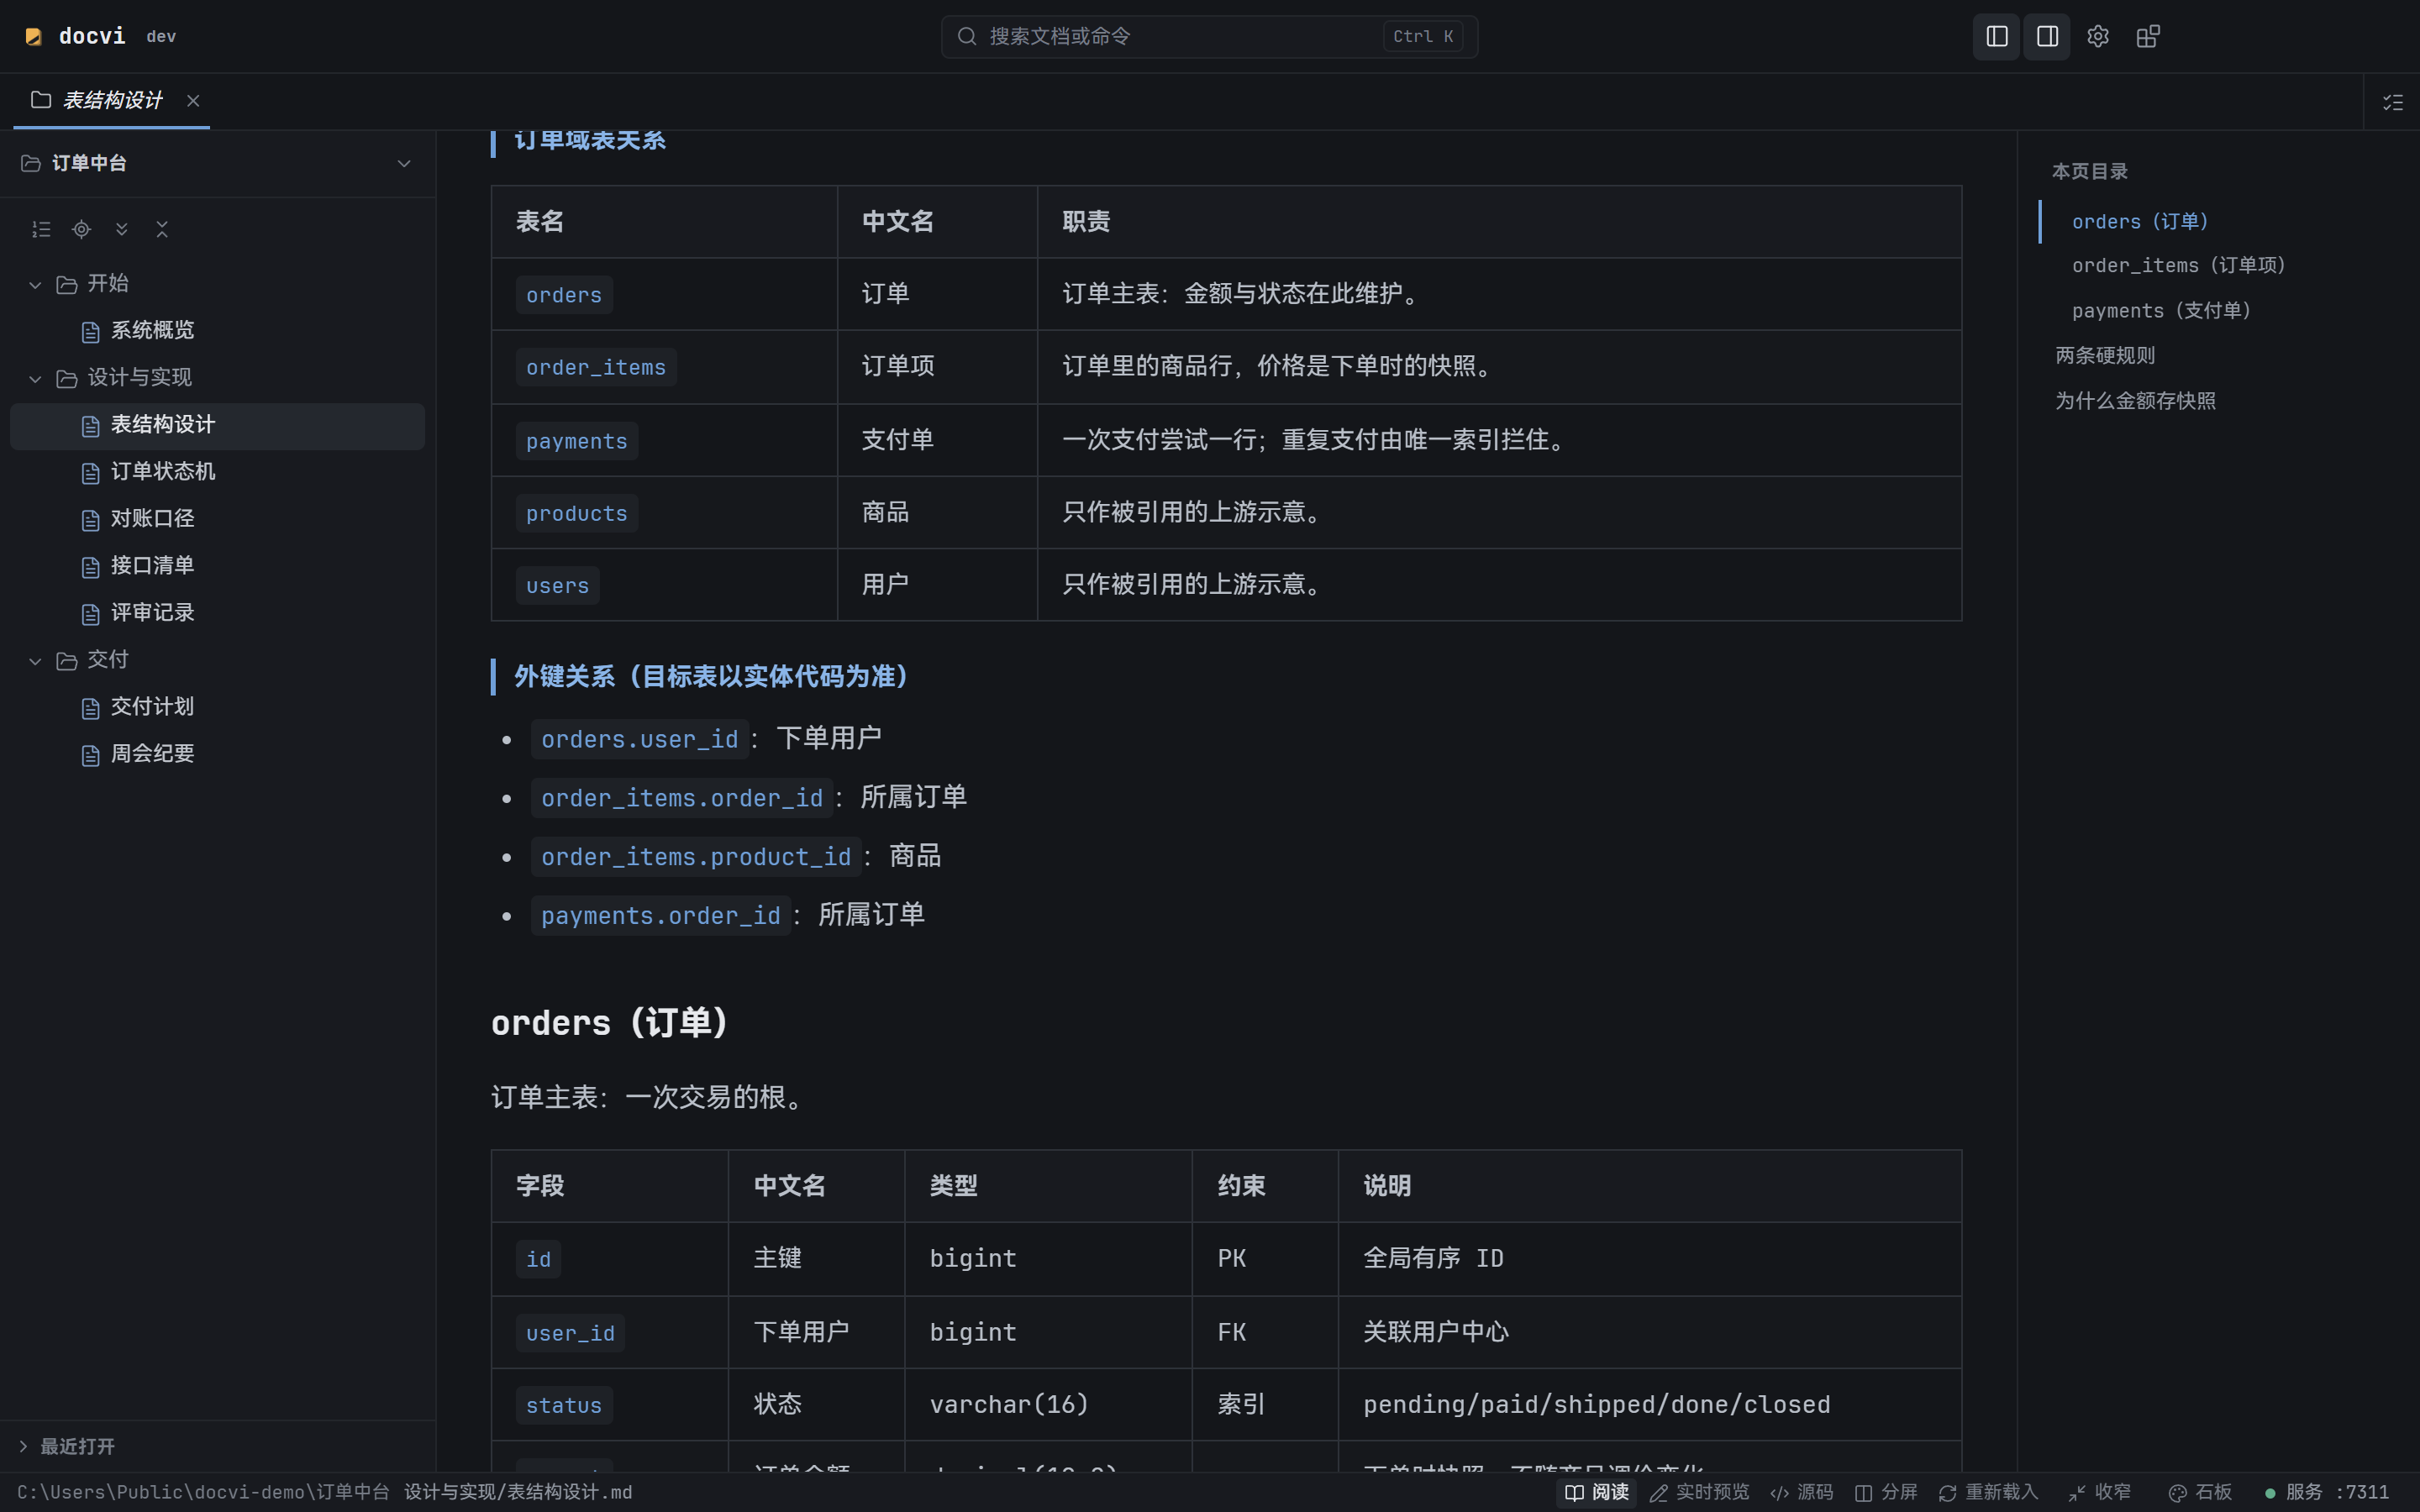 docvi dev
搜索文档或命令 Ctrl K
表结构设计
订单中台
开始
系统概览
设计与实现
表结构设计
订单状态机
对账口径
接口清单
评审记录
交付
交付计划
周会纪要
最近打开
订单域表关系
表名 中文名 职责
orders 订单 订单主表：金额与状态在此维护。
order_items 订单项 订单里的商品行，价格是下单时的快照。
payments 支付单 一次支付尝试一行；重复支付由唯一索引拦住。
products 商品 只作被引用的上游示意。
users 用户 只作被引用的上游示意。
外键关系（目标表以实体代码为准）
orders.user_id：下单用户
order_items.order_id：所属订单
order_items.product_id：商品
payments.order_id：所属订单
orders（订单）
订单主表：一次交易的根。
字段 中文名 类型 约束 说明
id 主键 bigint PK 全局有序 ID
user_id 下单用户 bigint FK 关联用户中心
status 状态 varchar(16) 索引 pending/paid/shipped/done/closed
本页目录
orders（订单）
order_items（订单项）
payments（支付单）
两条硬规则
为什么金额存快照
C:\Users\Public\docvi-demo\订单中台 设计与实现/表结构设计.md
阅读 实时预览 源码 分屏 重新载入 收窄 石板 服务 :7311